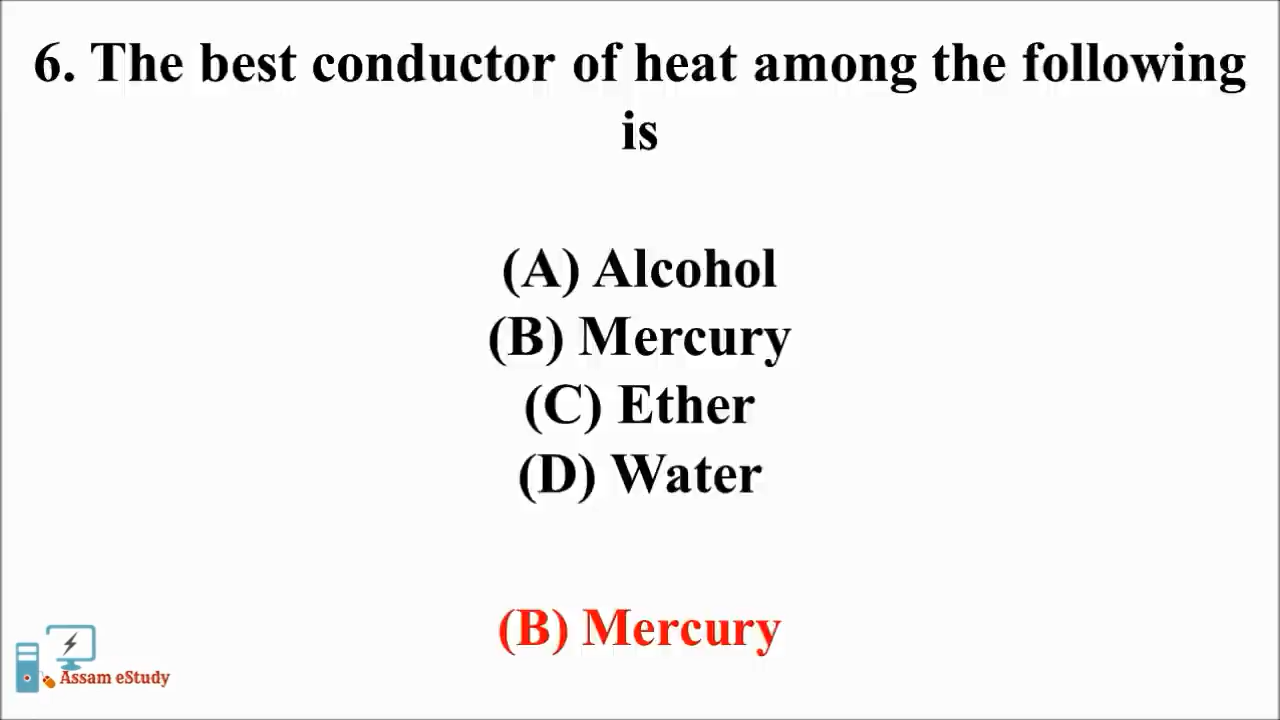 6. The best conductor of heat among the following
is
(A) Alcohol
(B) Mercury
(C) Ether
(D) Water
(B) Mercury
Assam eStudy